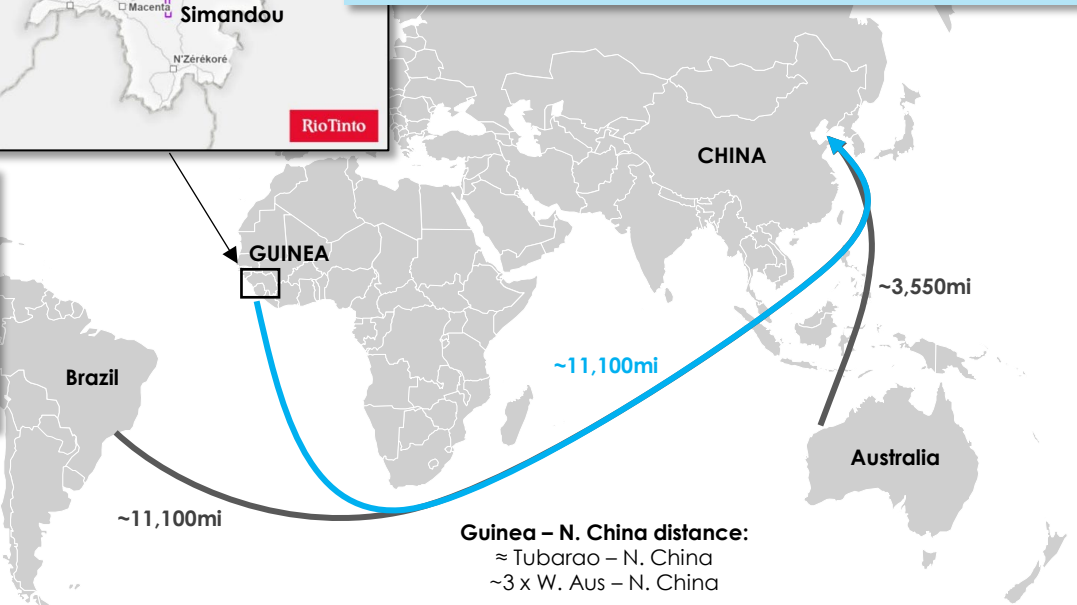 Macenta
Simandou
N'Zérékoré
RioTinto
CHINA
GUINEA
~3,550mi
~11,100mi
Brazil
Australia
~11,100mi
Guinea – N. China distance:
≈ Tubarao – N. China
~3 x W. Aus – N. China